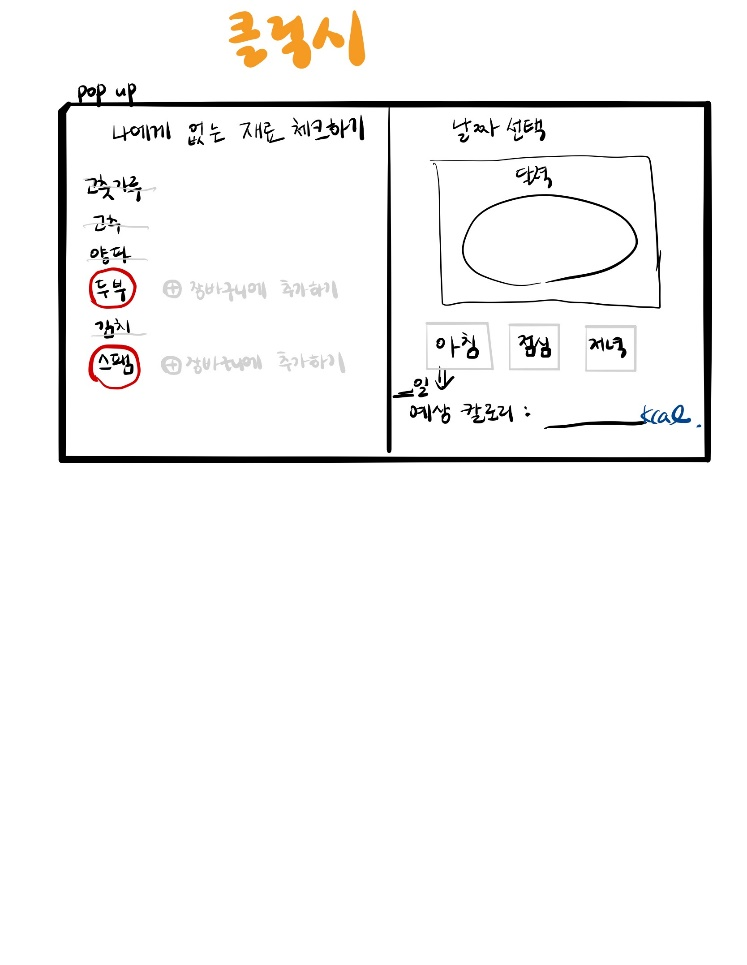 클릭시
pop up
나에게 없는 재료 체크하기
고춧가루
고추
양파
두부 + 장바구니에 추가하기
김치
스팸 + 장바구니에 추가하기
날짜 선택
달력
아침 점심 저녁
_일
예상 칼로리 : ____ kcal.